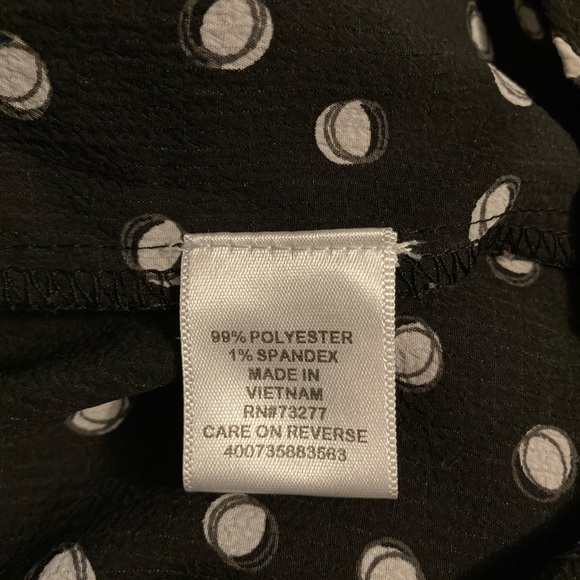 99% POLYESTER
1% SPANDEX
MADE IN
VIETNAM
RN#73277
CARE ON REVERSE
400735883563